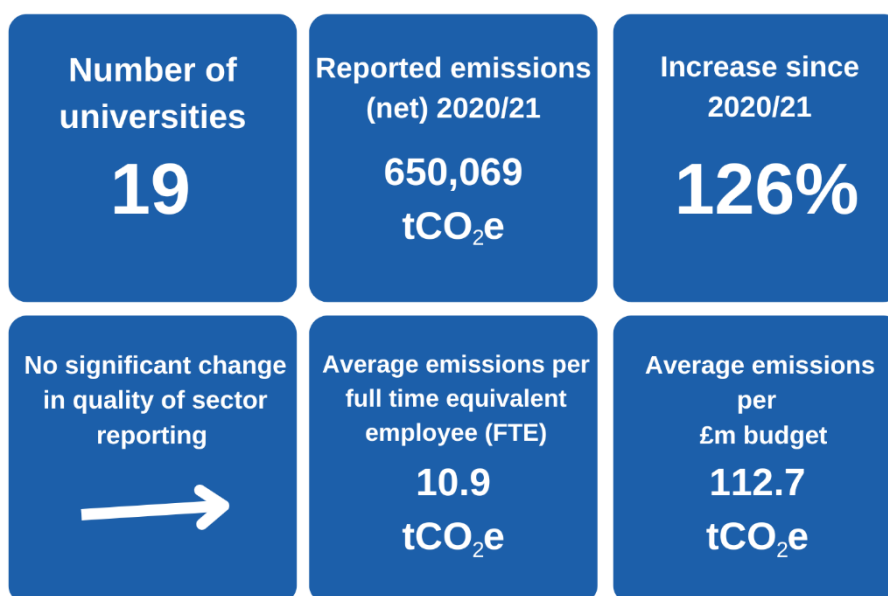 Number of
universities
19
Reported emissions
(net) 2020/21
650,069
tCO₂e
Increase since
2020/21
126%
No significant change
in quality of sector
reporting
Average emissions per
full time equivalent
employee (FTE)
10.9
tCO₂e
Average emissions
per
£m budget
112.7
tCO₂e